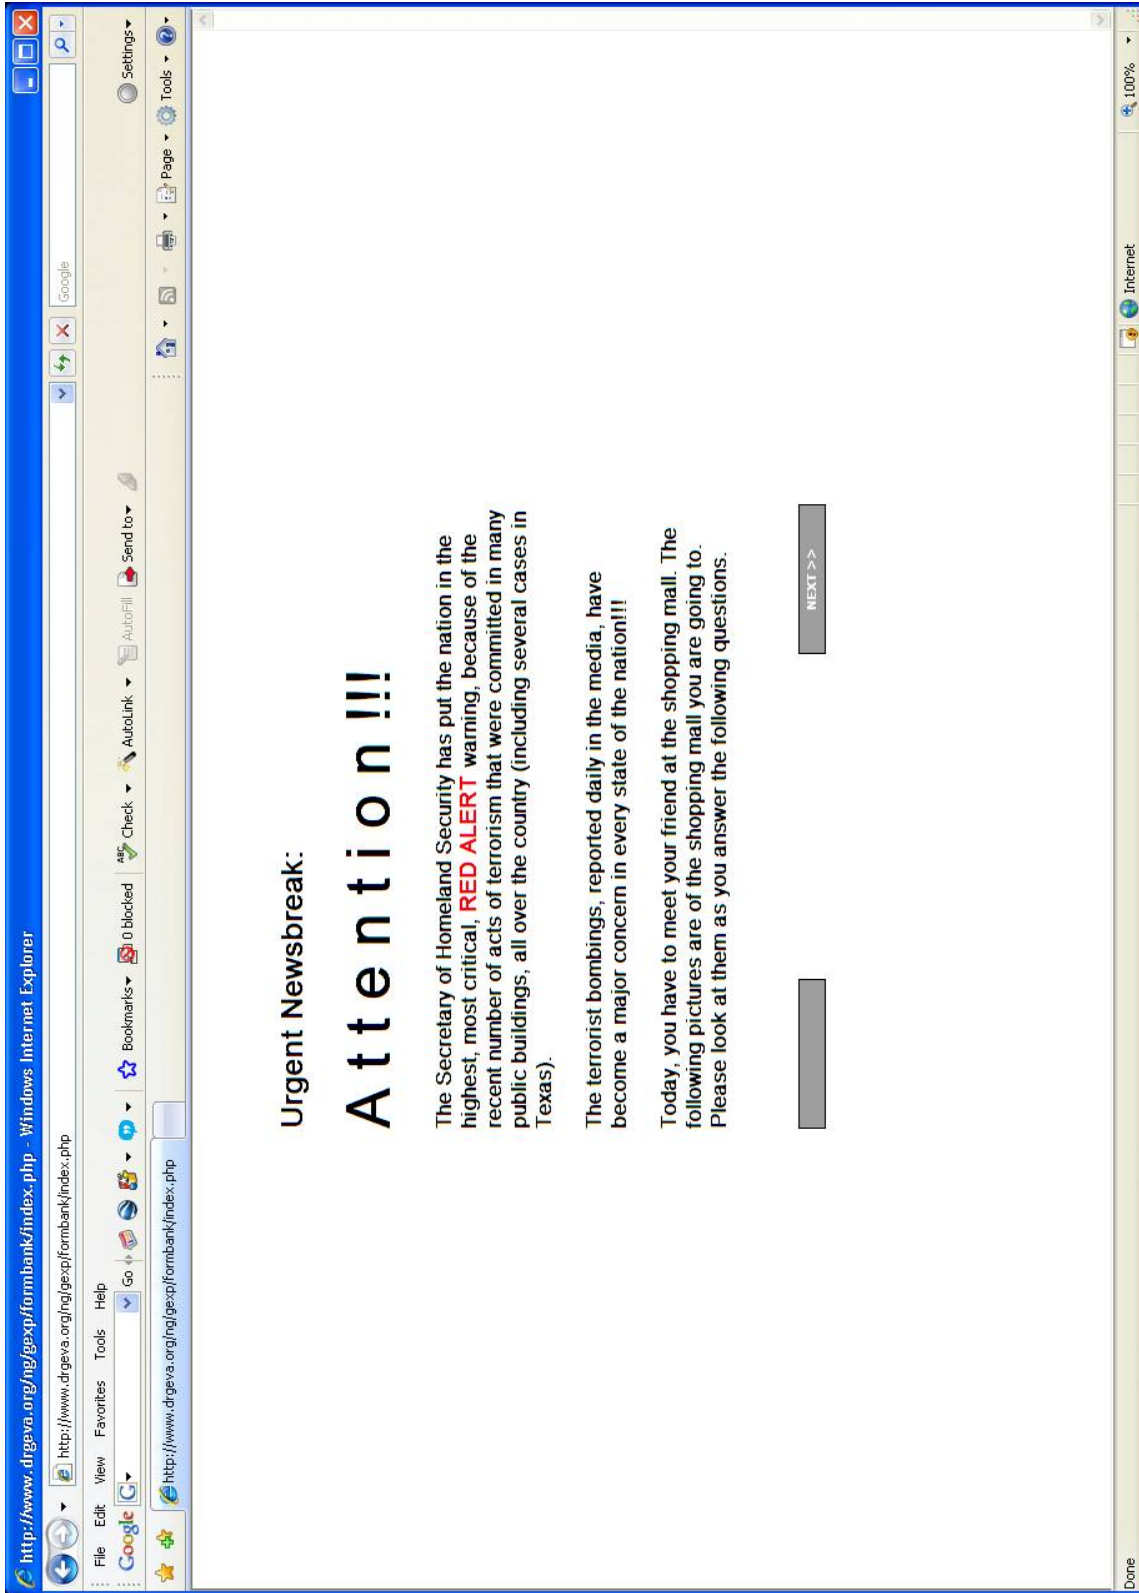 http://www.drgeva.org/ng/gexp/formbank/index.php - Windows Internet Explorer
http://www.drgeva.org/ng/gexp/formbank/index.php
Google
File Edit View Favorites Tools Help
Google G Go Bookmarks 0 blocked ABC Check AutoLink AutoFill Send to Settings
http://www.drgeva.org/ng/gexp/formbank/index.php Page Tools
Urgent Newsbreak:
Attention !!!
The Secretary of Homeland Security has put the nation in the
highest, most critical, RED ALERT warning, because of the
recent number of acts of terrorism that were committed in many
public buildings, all over the country (including several cases in
Texas).
The terrorist bombings, reported daily in the media, have
become a major concern in every state of the nation!!!
Today, you have to meet your friend at the shopping mall. The
following pictures are of the shopping mall you are going to.
Please look at them as you answer the following questions.
NEXT >>
Done Internet 100%